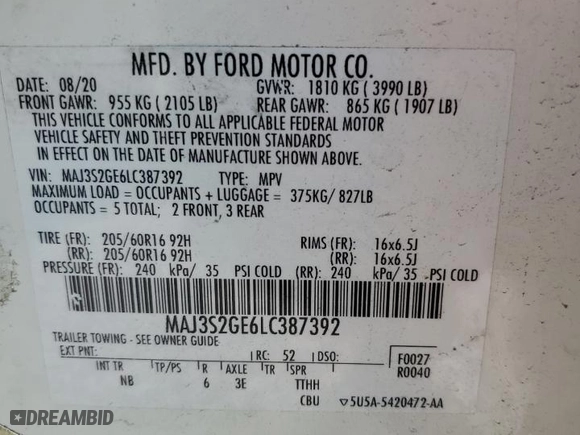 MFD. BY FORD MOTOR CO.
DATE: 08/20 GVWR: 1810 KG ( 3990 LB)
FRONT GAWR: 955 KG ( 2105 LB) REAR GAWR: 865 KG ( 1907 LB)
THIS VEHICLE CONFORMS TO ALL APPLICABLE FEDERAL MOTOR
VEHICLE SAFETY AND THEFT PREVENTION STANDARDS
IN EFFECT ON THE DATE OF MANUFACTURE SHOWN ABOVE.
VIN: MAJ3S2GE6LC387392 TYPE: MPV
MAXIMUM LOAD = OCCUPANTS + LUGGAGE = 375KG/ 827LB
OCCUPANTS = 5 TOTAL; 2 FRONT, 3 REAR
TIRE (FR): 205/60R16 92H RIMS (FR): 16x6.5J
(RR): 205/60R16 92H (RR): 16x6.5J
PRESSURE (FR): 240 kPa/ 35 PSI COLD (RR): 240 kPa/ 35 PSI COLD
MAJ3S2GE6LC387392
TRAILER TOWING - SEE OWNER GUIDE
EXT PNT: RC: 52 DSO: F0027
INT TR TP/PS R AXLE TR SPR R0040
NB 6 3E TTHH
CBU ▽5U5A-5420472-AA
DREAMBID